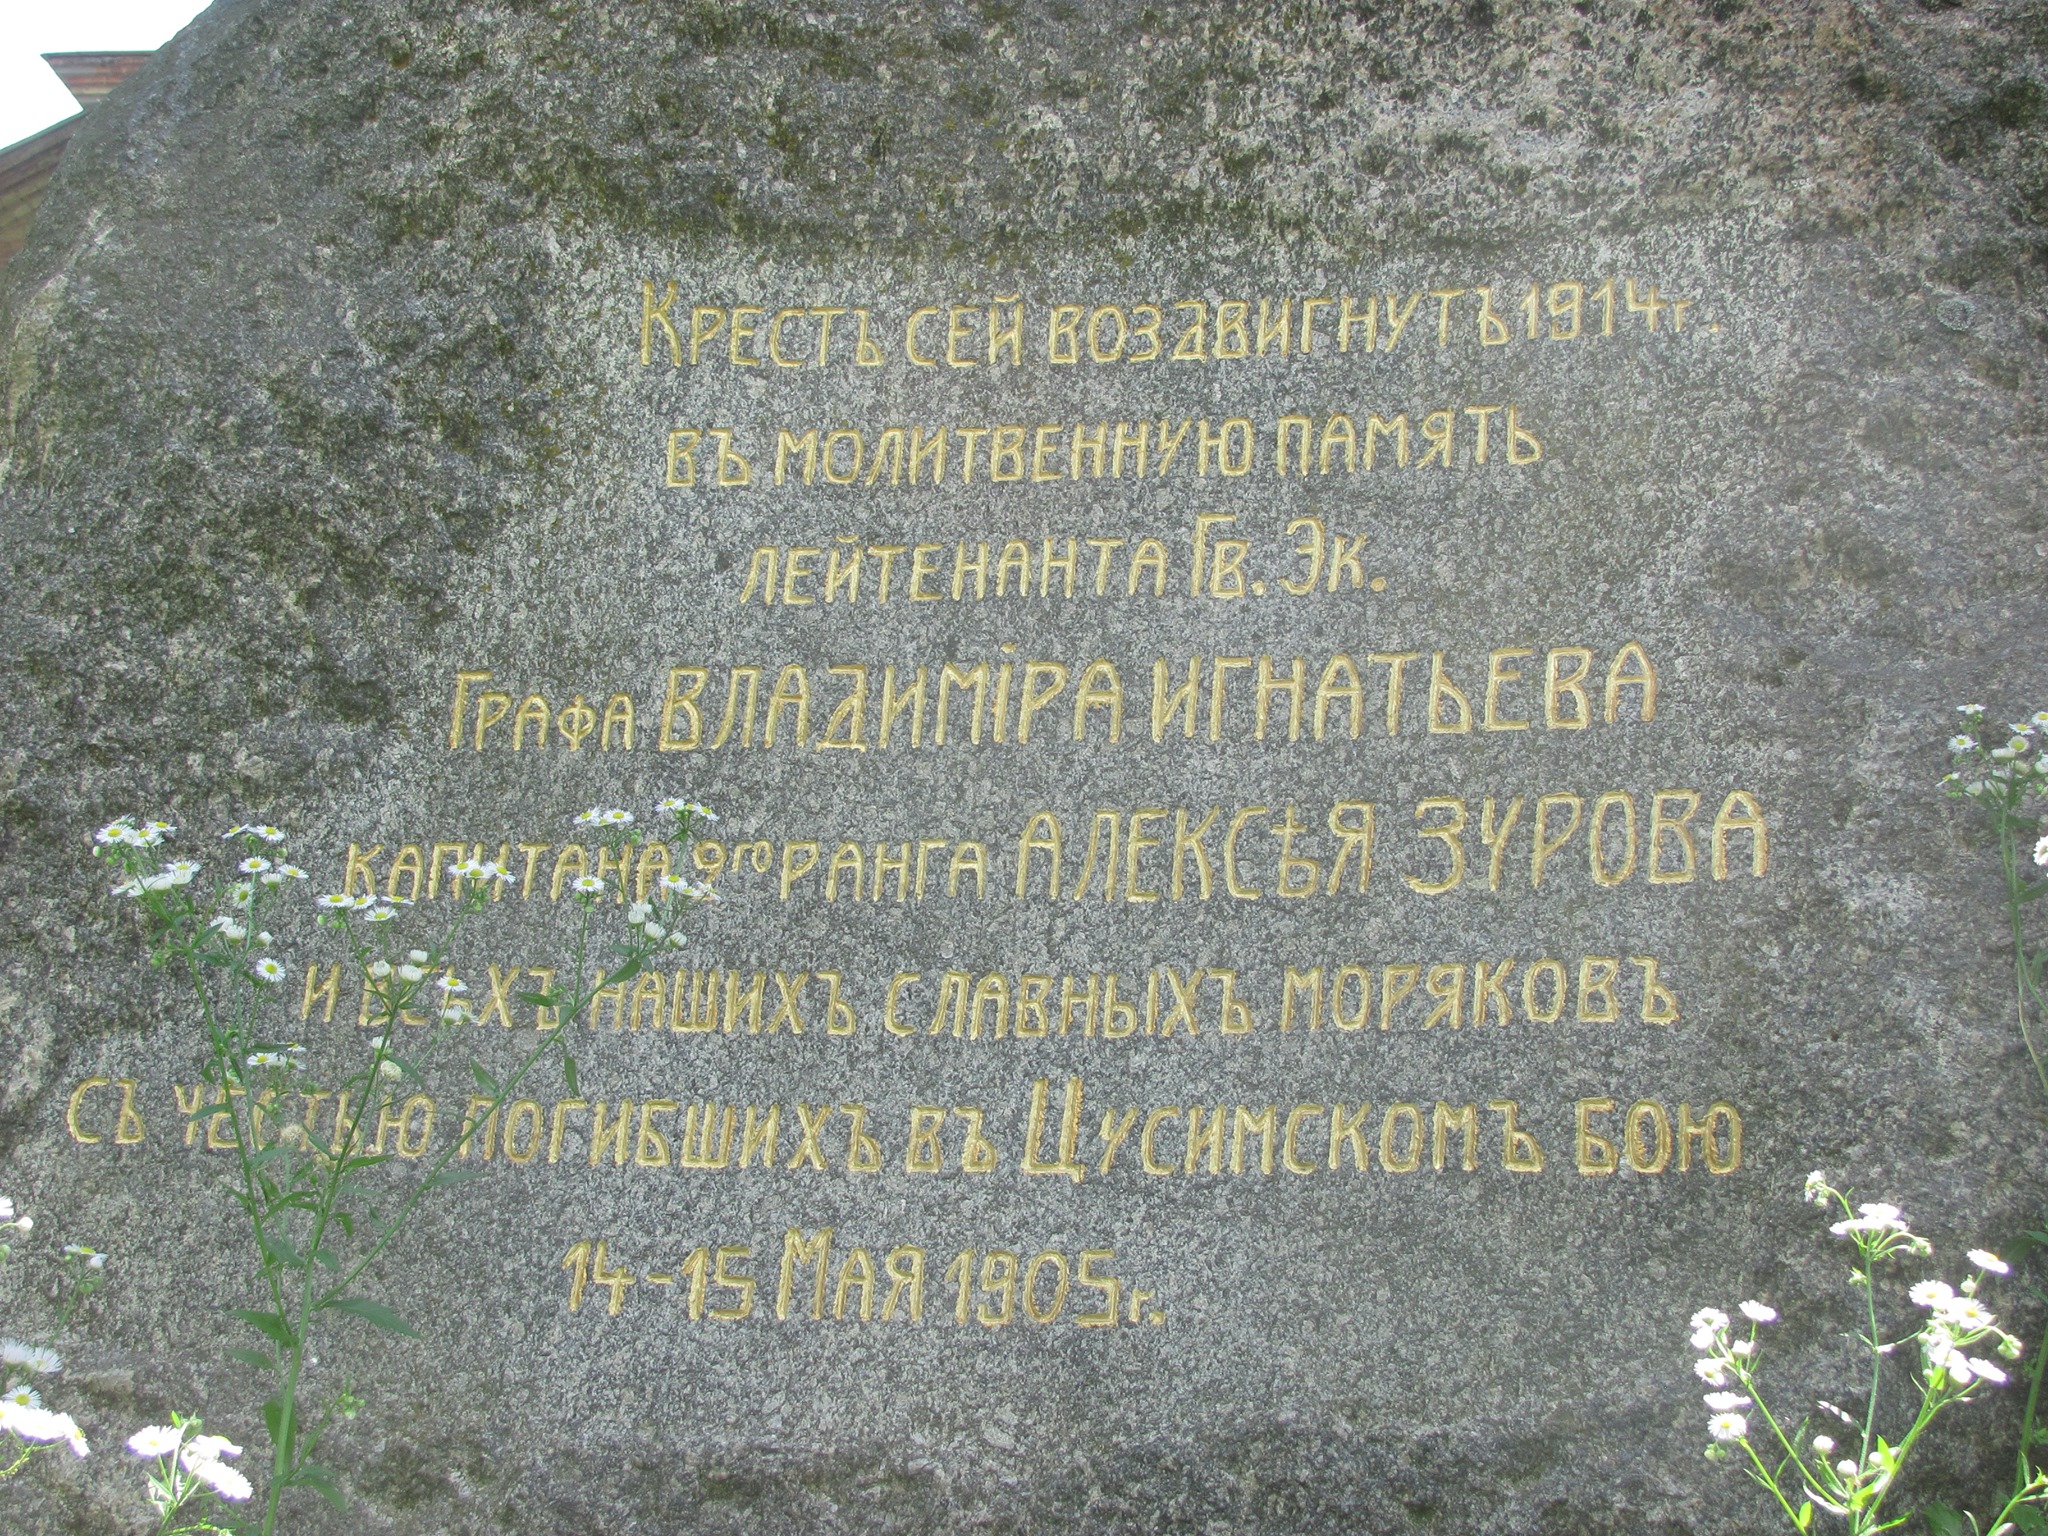 Крестъ сей воздвигнутъ 1914 г.
въ молитвенную память
лейтенанта Гв. Эк.
Графа Владимiра Игнатьева
капитана 2го ранга Алексѣя Зурова
и всѣхъ нашихъ славныхъ моряковъ
съ честью погибшихъ въ Цусимскомъ бою
14-15 Мая 1905 г.